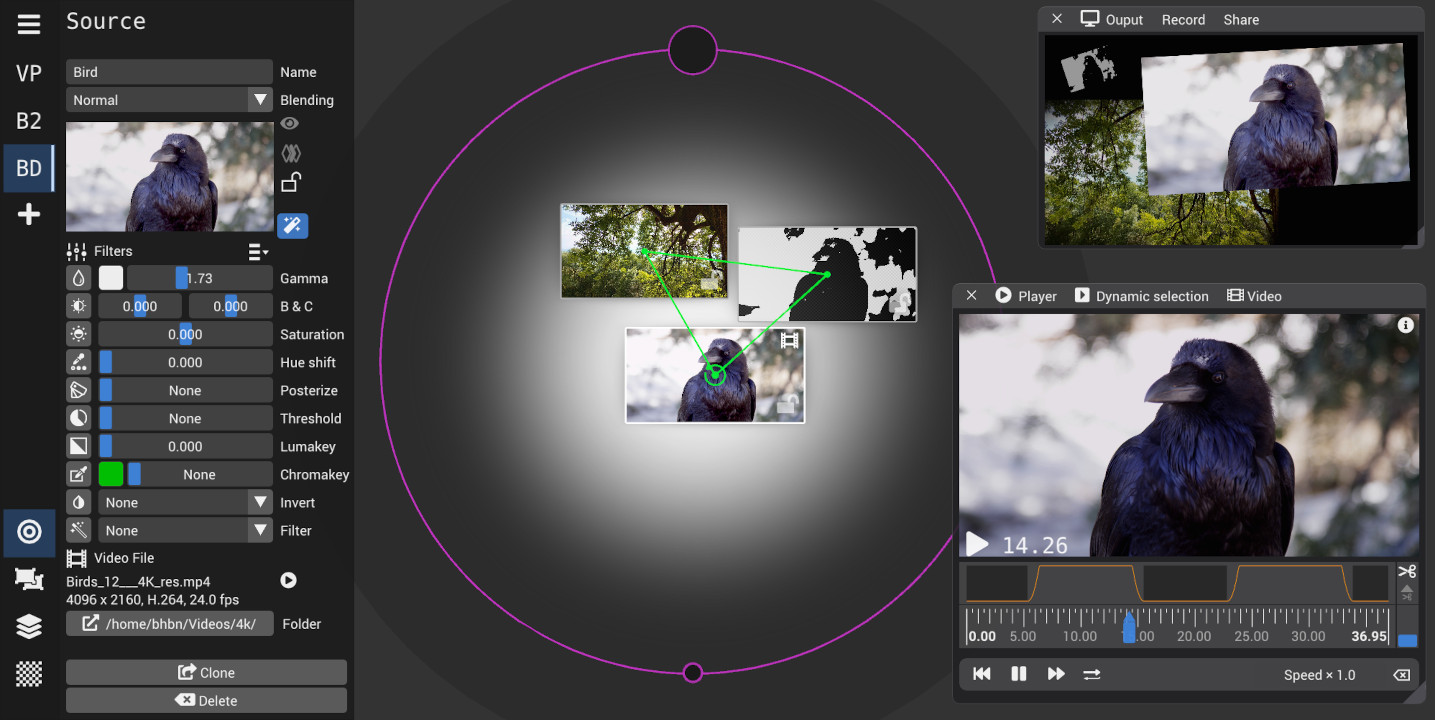 Source
VP
B2
BD
Bird
Name
Normal
Blending
Filters
1.73
Gamma
0.000
0.000
B & C
0.000
Saturation
0.000
Hue shift
None
Posterize
None
Threshold
0.000
Lumakey
None
Chromakey
None
Invert
None
Filter
Video File
Birds_12___4K_res.mp4
4096 x 2160, H.264, 24.0 fps
/home/bhbn/Videos/4k/
Folder
Clone
Delete
Ouput Record Share
Player Dynamic selection Video
14.26
0.00 5.00 10.00 20.00 25.00 30.00 36.95
Speed × 1.0